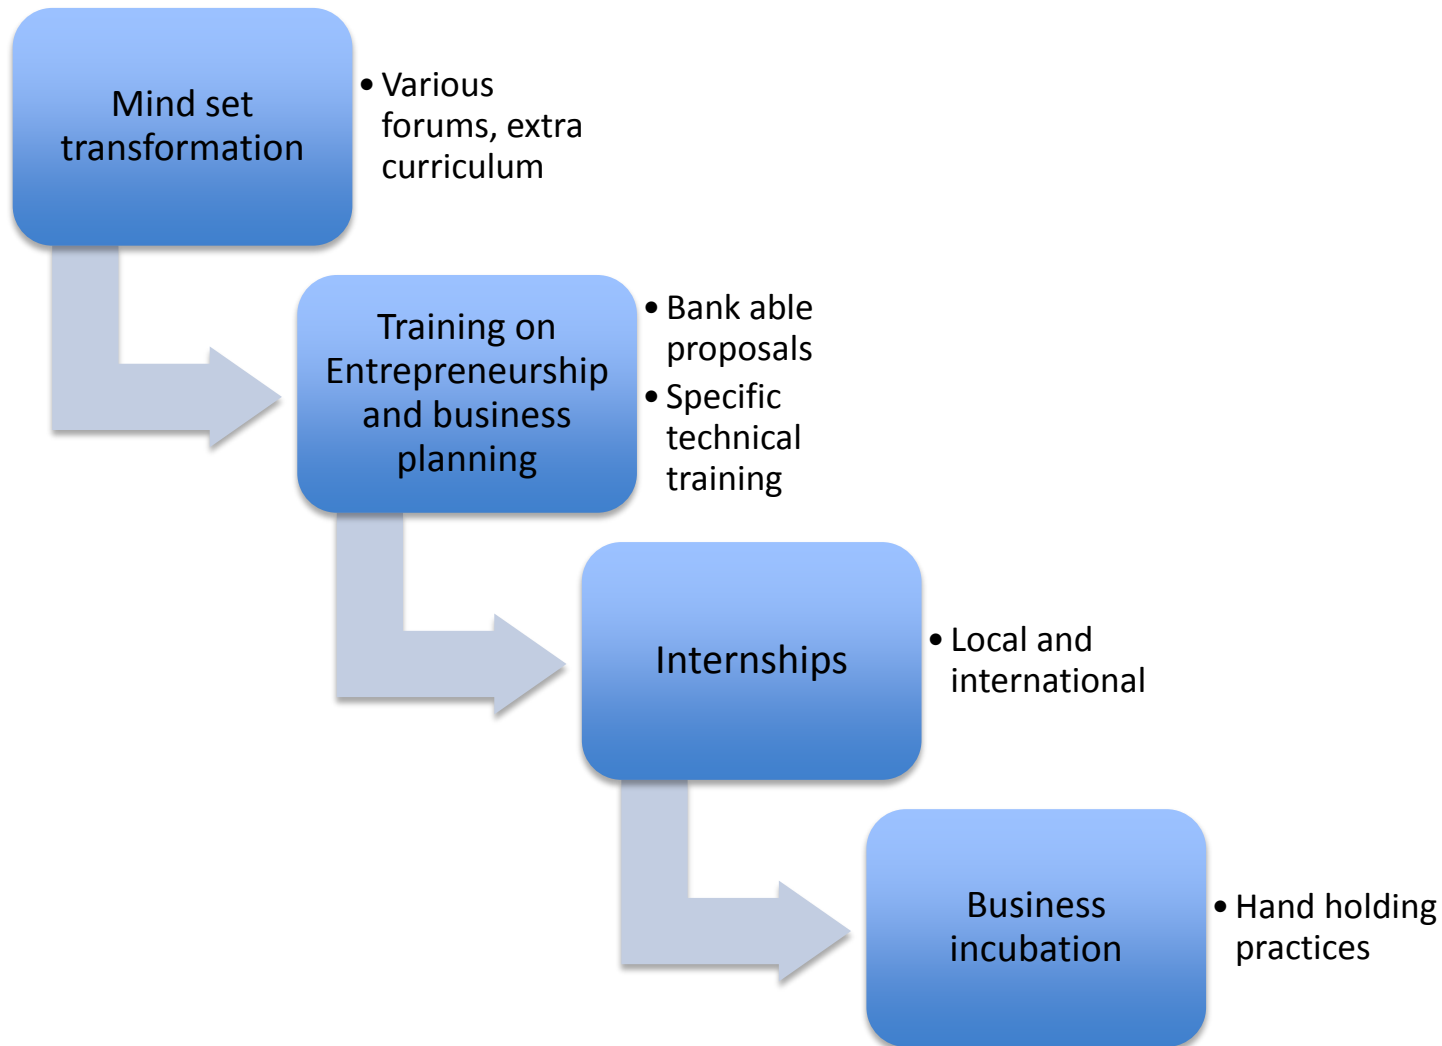 Mind set
transformation
• Various
forums, extra
curriculum
Training on
Entrepreneurship
and business
planning
• Bank able
proposals
• Specific
technical
training
Internships
• Local and
international
Business
incubation
• Hand holding
practices